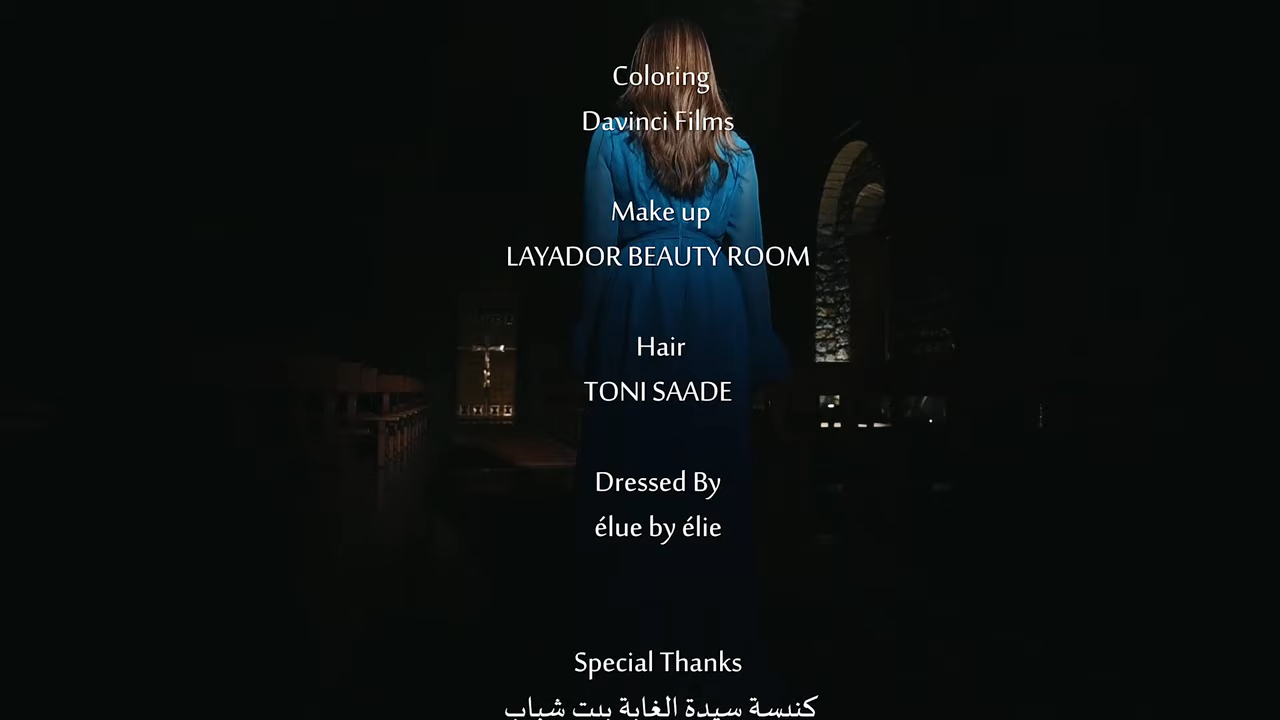 Coloring
Davinci Films
Make up
LAYADOR BEAUTY ROOM
Hair
TONI SAADE
Dressed By
élue by élie
Special Thanks
كنيسة سيدة الغابة بيت شباب